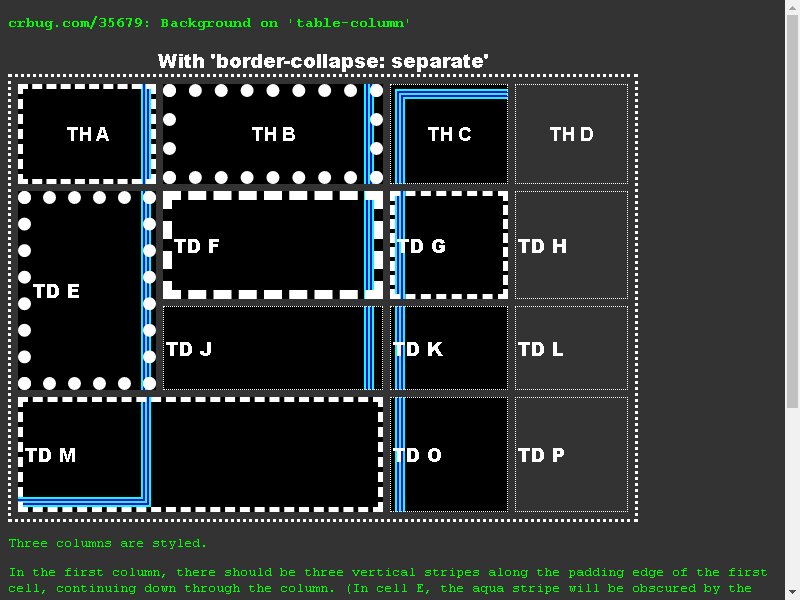 crbug.com/35679: Background on 'table-column'
With 'border-collapse: separate'
TH A TH B TH C TH D
TD E TD F TD G TD H
TD J TD K TD L
TD M TD O TD P
Three columns are styled.
In the first column, there should be three vertical stripes along the padding edge of the first
cell, continuing down through the column. (In cell E, the aqua stripe will be obscured by the